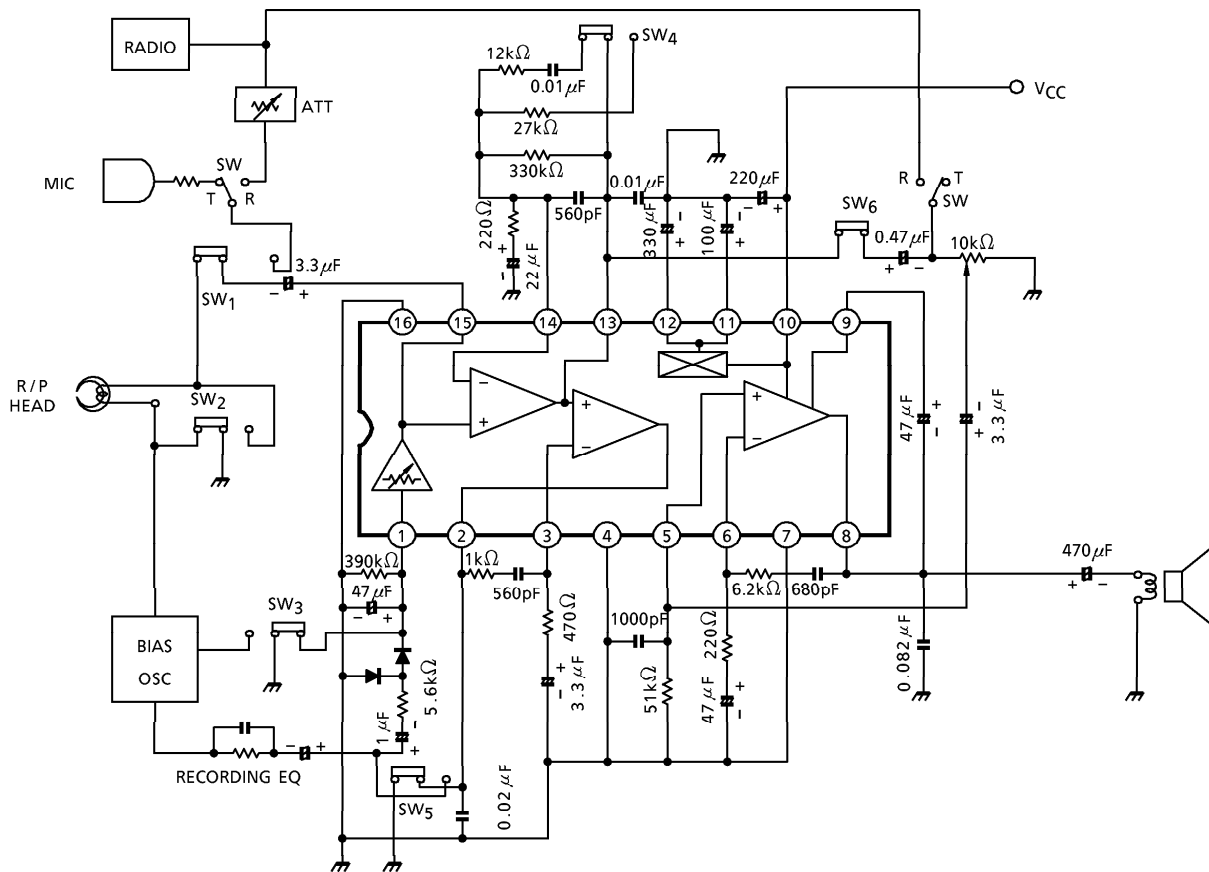 RADIO
ATT
MIC
SW
T
R
12kΩ
0.01μF
SW4
27kΩ
330kΩ
220Ω
+
-
22μF
560pF
0.01μF
330μF
-
+
100μF
-
+
220μF
-
+
VCC
R
T
SW
SW6
0.47μF
+
-
10kΩ
SW1
3.3μF
-
+
R/P
HEAD
SW2
16
15
14
13
12
11
10
9
-
+
+
-
+
-
47μF
+
-
-
+
3.3μF
1
2
3
4
5
6
7
8
390kΩ
47μF
-
+
1kΩ
560pF
470Ω
+
-
3.3μF
1000pF
51kΩ
6.2kΩ
680pF
220Ω
47μF
+
-
0.082μF
470μF
+
-
SW3
BIAS
OSC
5.6kΩ
1μF
-
+
-
+
RECORDING EQ
SW5
0.02μF